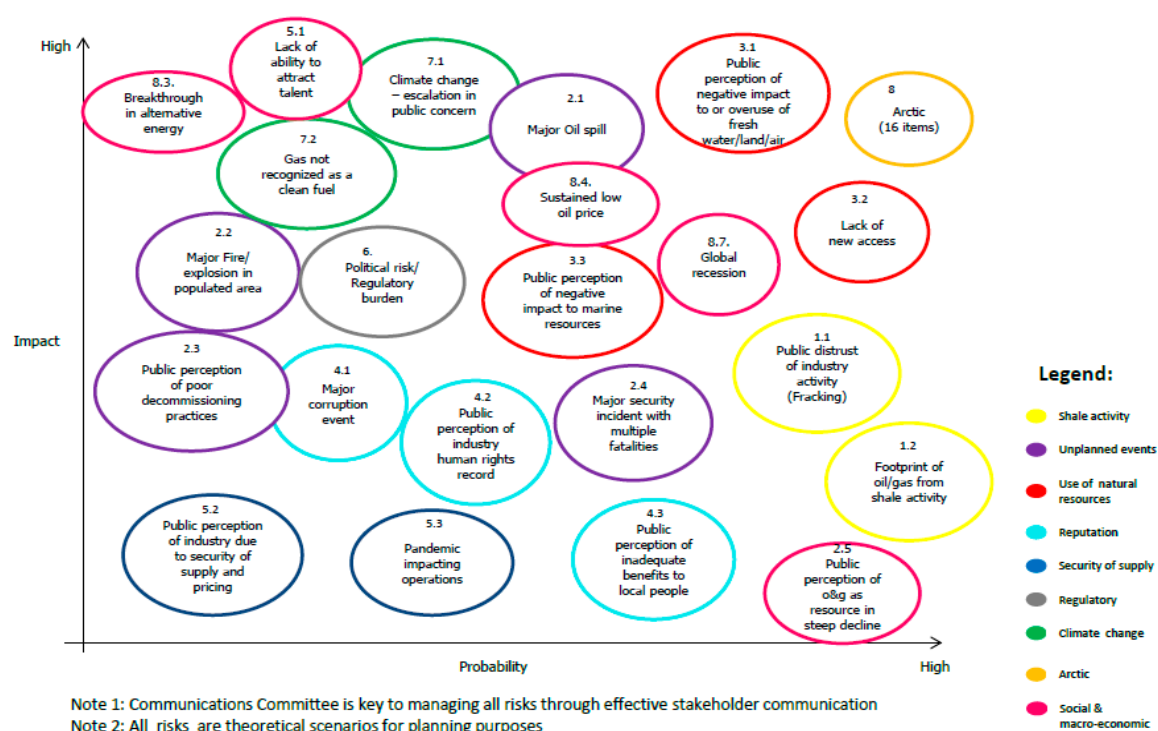 High
Impact
Probability
High
8.3.
Breakthrough
in alternative
energy
5.1
Lack of
ability to
attract
talent
7.1
Climate change
– escalation in
public concern
2.1
Major Oil spill
3.1
Public
perception of
negative impact
to or overuse of
fresh
water/land/air
8
Arctic
(16 items)
7.2
Gas not
recognized as a
clean fuel
8.4.
Sustained low
oil price
3.2
Lack of
new access
2.2
Major Fire/
explosion in
populated area
6.
Political risk/
Regulatory
burden
3.3
Public perception
of negative
impact to marine
resources
8.7.
Global
recession
2.3
Public perception
of poor
decommissioning
practices
4.1
Major
corruption
event
4.2
Public
perception of
industry
human rights
record
2.4
Major security
incident with
multiple
fatalities
1.1
Public distrust
of industry
activity
(Fracking)
1.2
Footprint of
oil/gas from
shale activity
5.2
Public perception
of industry due
to security of
supply and
pricing
5.3
Pandemic
impacting
operations
4.3
Public
perception of
inadequate
benefits to
local people
2.5
Public
perception of
o&g as
resource in
steep decline
Legend:
Shale activity
Unplanned events
Use of natural
resources
Reputation
Security of supply
Regulatory
Climate change
Arctic
Social &
macro-economic
Note 1: Communications Committee is key to managing all risks through effective stakeholder communication
Note 2: All risks are theoretical scenarios for planning purposes